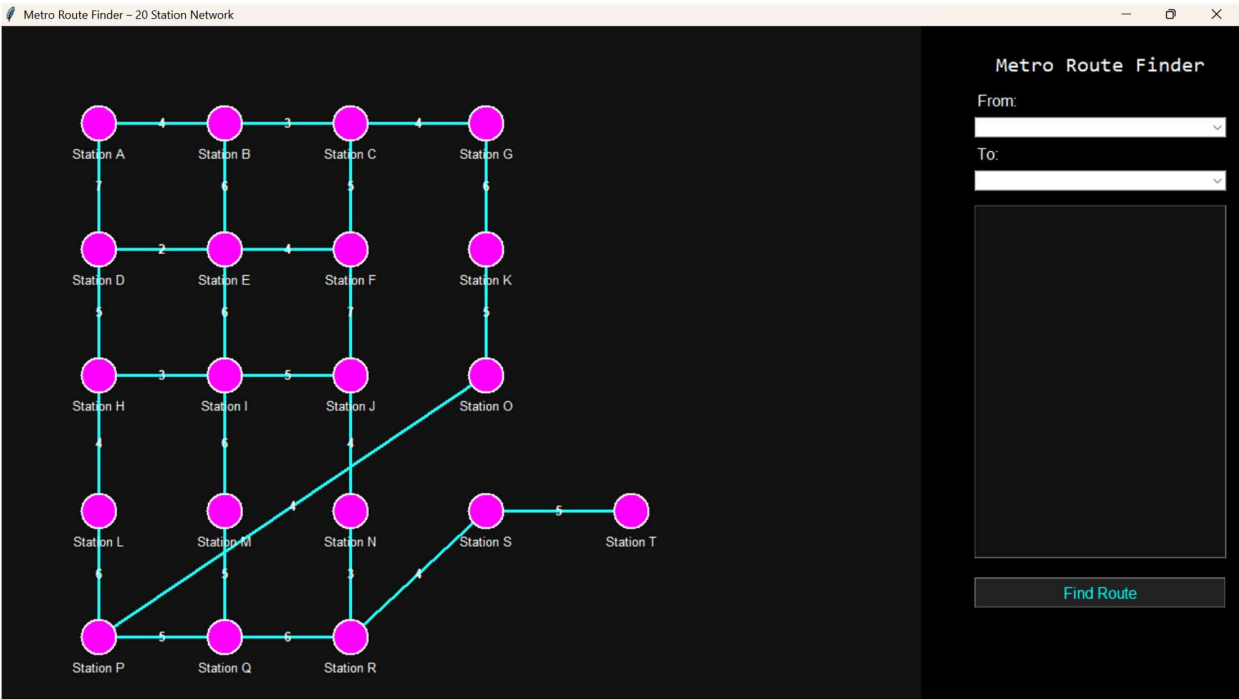 Metro Route Finder – 20 Station Network
Metro Route Finder
From:
To:
Find Route
4 3 4
Station A Station B Station C Station G
7 6 5 6
2 4
Station D Station E Station F Station K
5 6 7 5
3 5
Station H Station I Station J Station O
4 6 4
4 5
Station L Station M Station N Station S Station T
6 5 3 4
5 6
Station P Station Q Station R